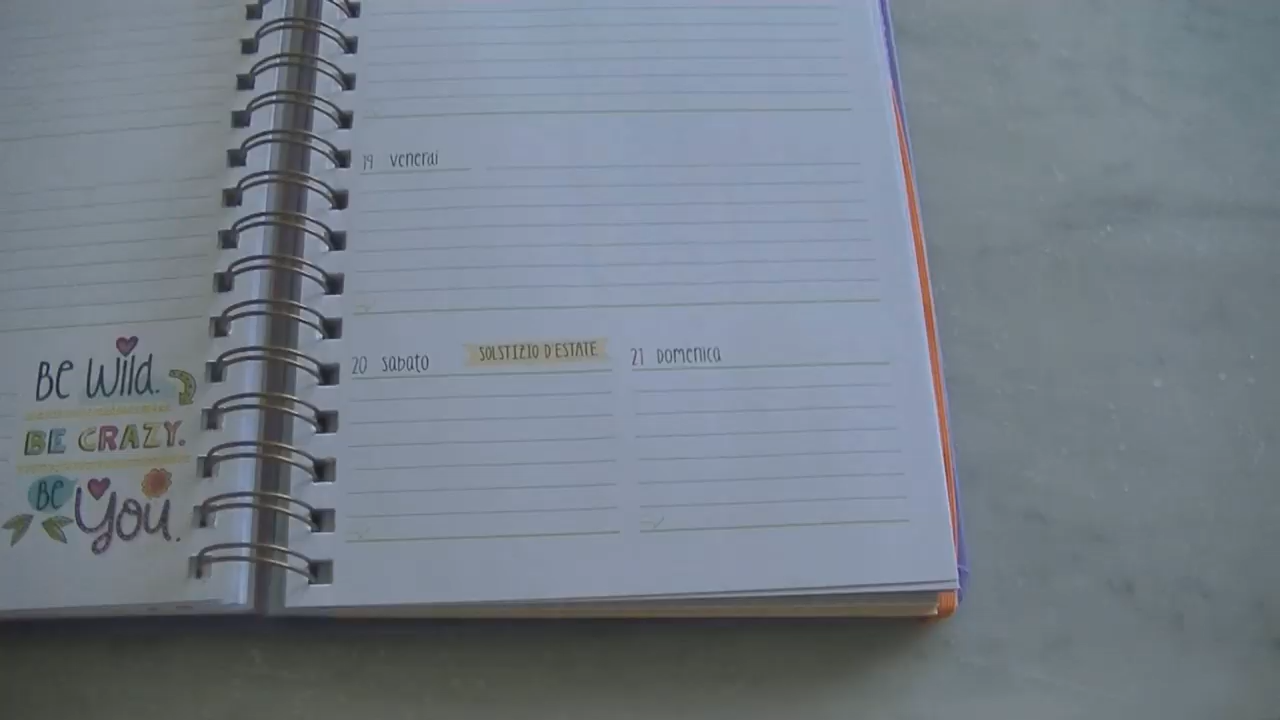 Be Wild.
BE CRAZY.
BE You.
19 venerdì
20 sabato
SOLSTIZIO D'ESTATE
21 Domenica